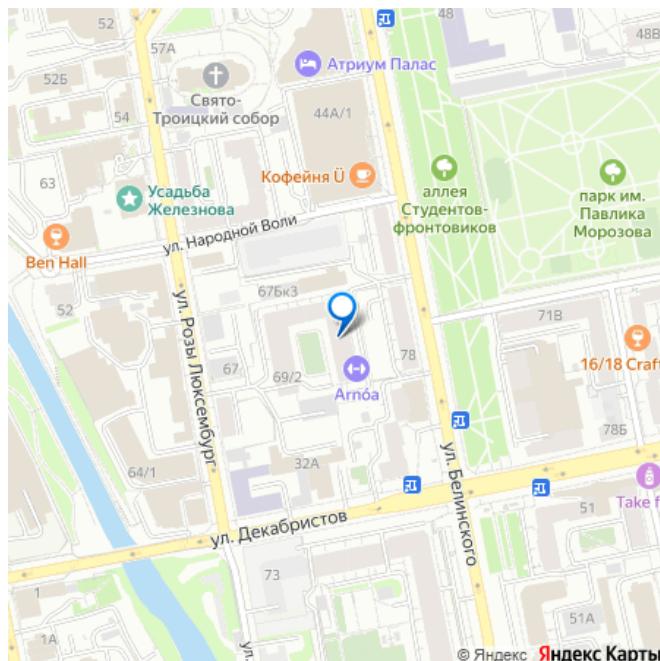 52
57А
48
48В
52Б
Атриум Палас
54
Свято-
Троицкий собор
44А/1
63
Кофейня Ü
аллея
Студентов-
фронтовиков
парк им.
Павлика
Морозова
Усадьба
Железнова
ул. Народной Воли
Ben Hall
52
67Бк3
ул. Розы Люксембург
71В
67
69/2
78
16/18 Craft
Arnóa
78Б
ул. Белинского
64/1
32А
51
Take f
ул. Декабристов
73
1
51А
1А
ул.
© Яндекс Яндекс Карты